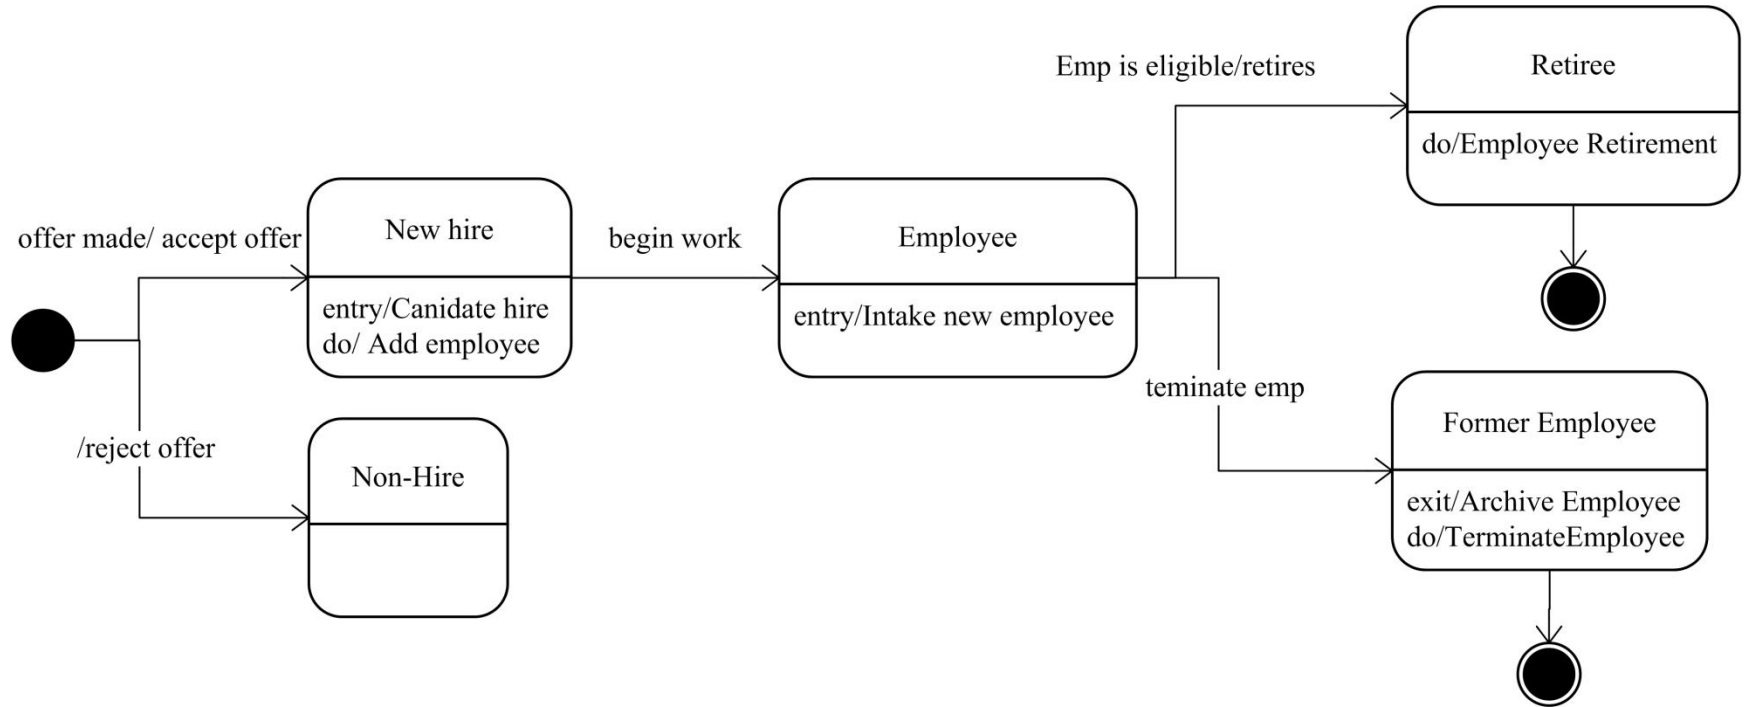 Emp is eligible/retires
Retiree
do/Employee Retirement
offer made/ accept offer
New hire
entry/Canidate hire
do/ Add employee
begin work
Employee
entry/Intake new employee
teminate emp
/reject offer
Non-Hire
Former Employee
exit/Archive Employee
do/TerminateEmployee